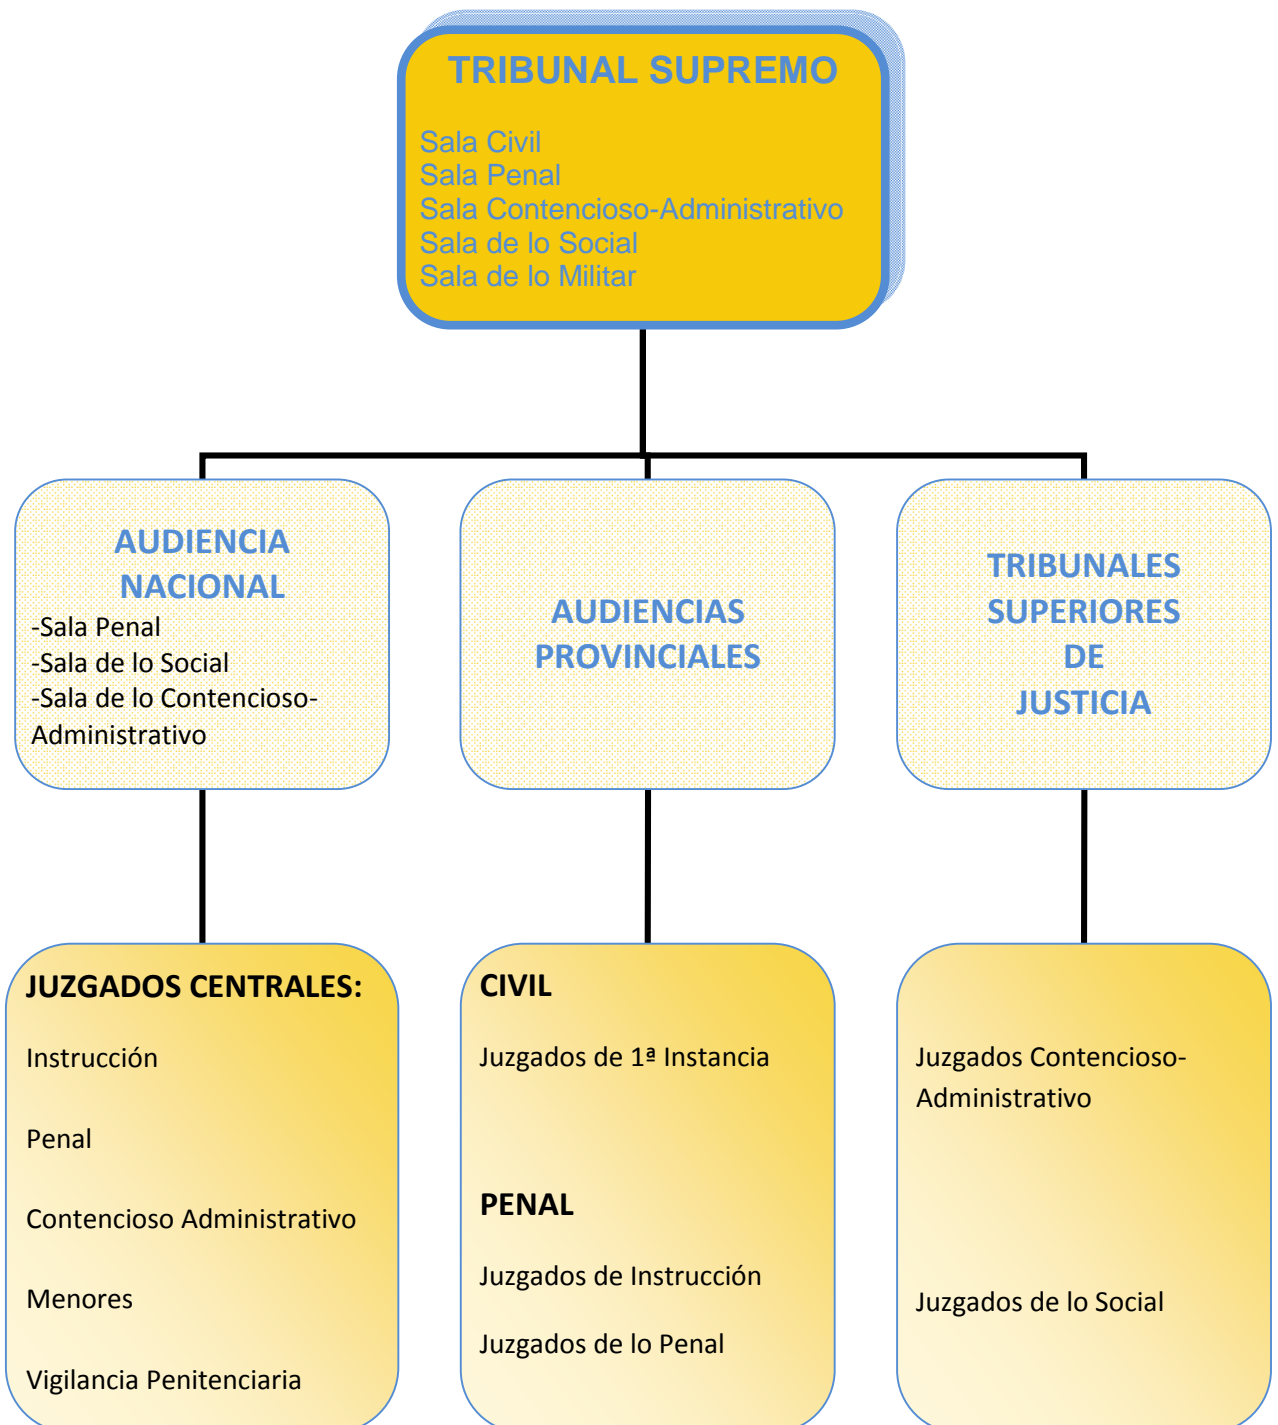 TRIBUNAL SUPREMO
Sala Civil
Sala Penal
Sala Contencioso-Administrativo
Sala de lo Social
Sala de lo Militar
AUDIENCIA
NACIONAL
-Sala Penal
-Sala de lo Social
-Sala de lo Contencioso-
Administrativo
AUDIENCIAS
PROVINCIALES
TRIBUNALES
SUPERIORES
DE
JUSTICIA
JUZGADOS CENTRALES:
Instrucción
Penal
Contencioso Administrativo
Menores
Vigilancia Penitenciaria
CIVIL
Juzgados de 1ª Instancia
PENAL
Juzgados de Instrucción
Juzgados de lo Penal
Juzgados Contencioso-
Administrativo
Juzgados de lo Social